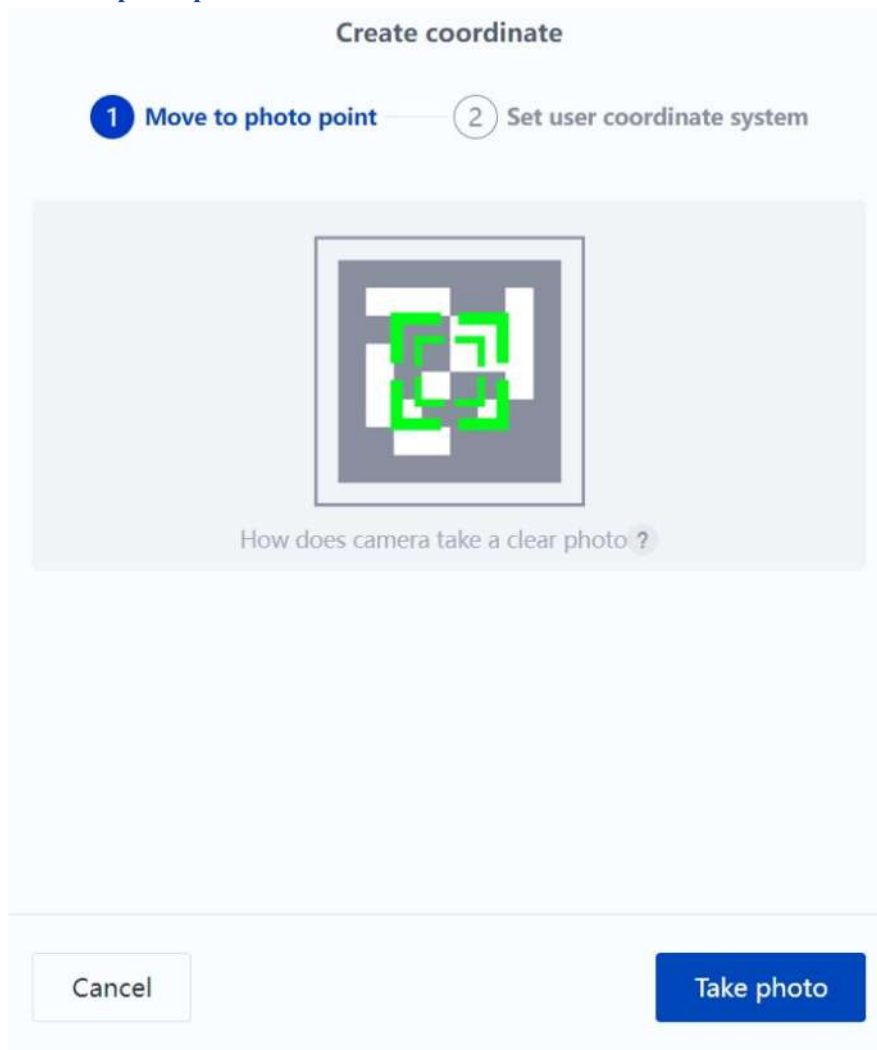 Create coordinate
1 Move to photo point 2 Set user coordinate system
How does camera take a clear photo ?
Cancel Take photo